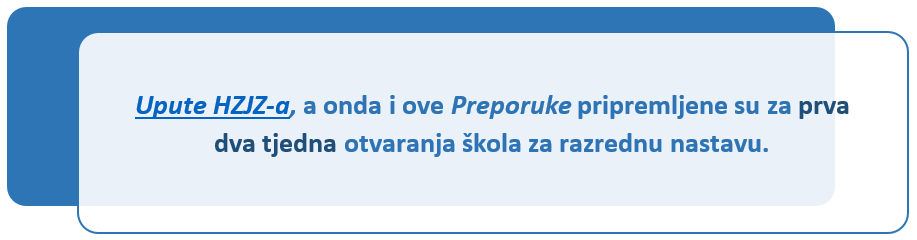 Upute HZJZ-a, a onda i ove Preporuke pripremljene su za prva
dva tjedna otvaranja škola za razrednu nastavu.